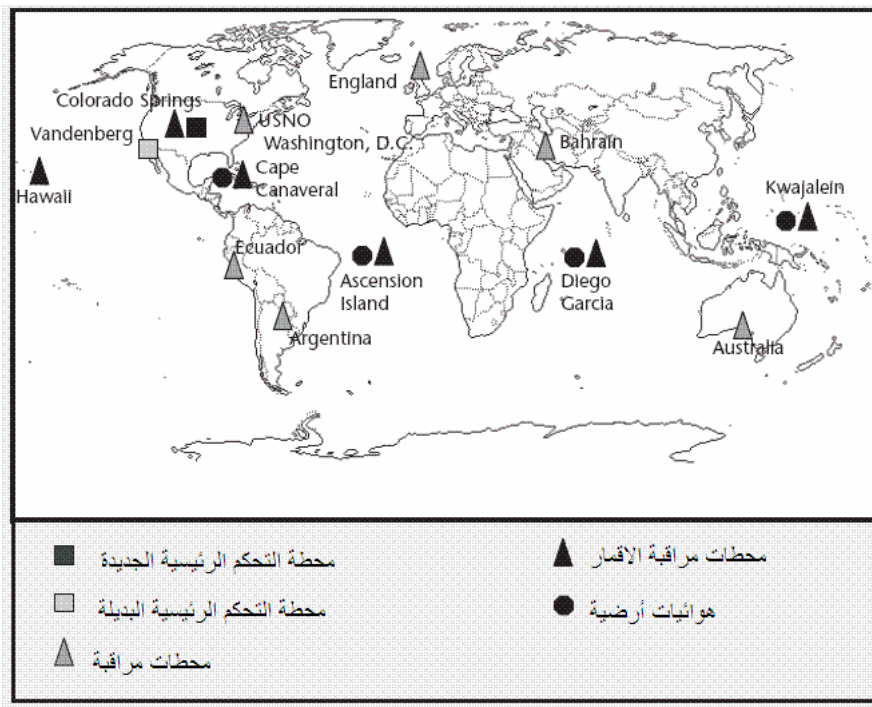 England
Colorado Springs
USNO
Vandenberg
Washington, D.C.
Bahrain
Cape
Canaveral
Hawaii
Kwajalein
Ecuador
Ascension
Island
Diego
Garcia
Argentina
Australia
محطات مراقبة الاقمار
محطة التحكم الرئيسية الجديدة
هوائيات أرضية
محطة التحكم الرئيسية البديلة
محطات مراقبة